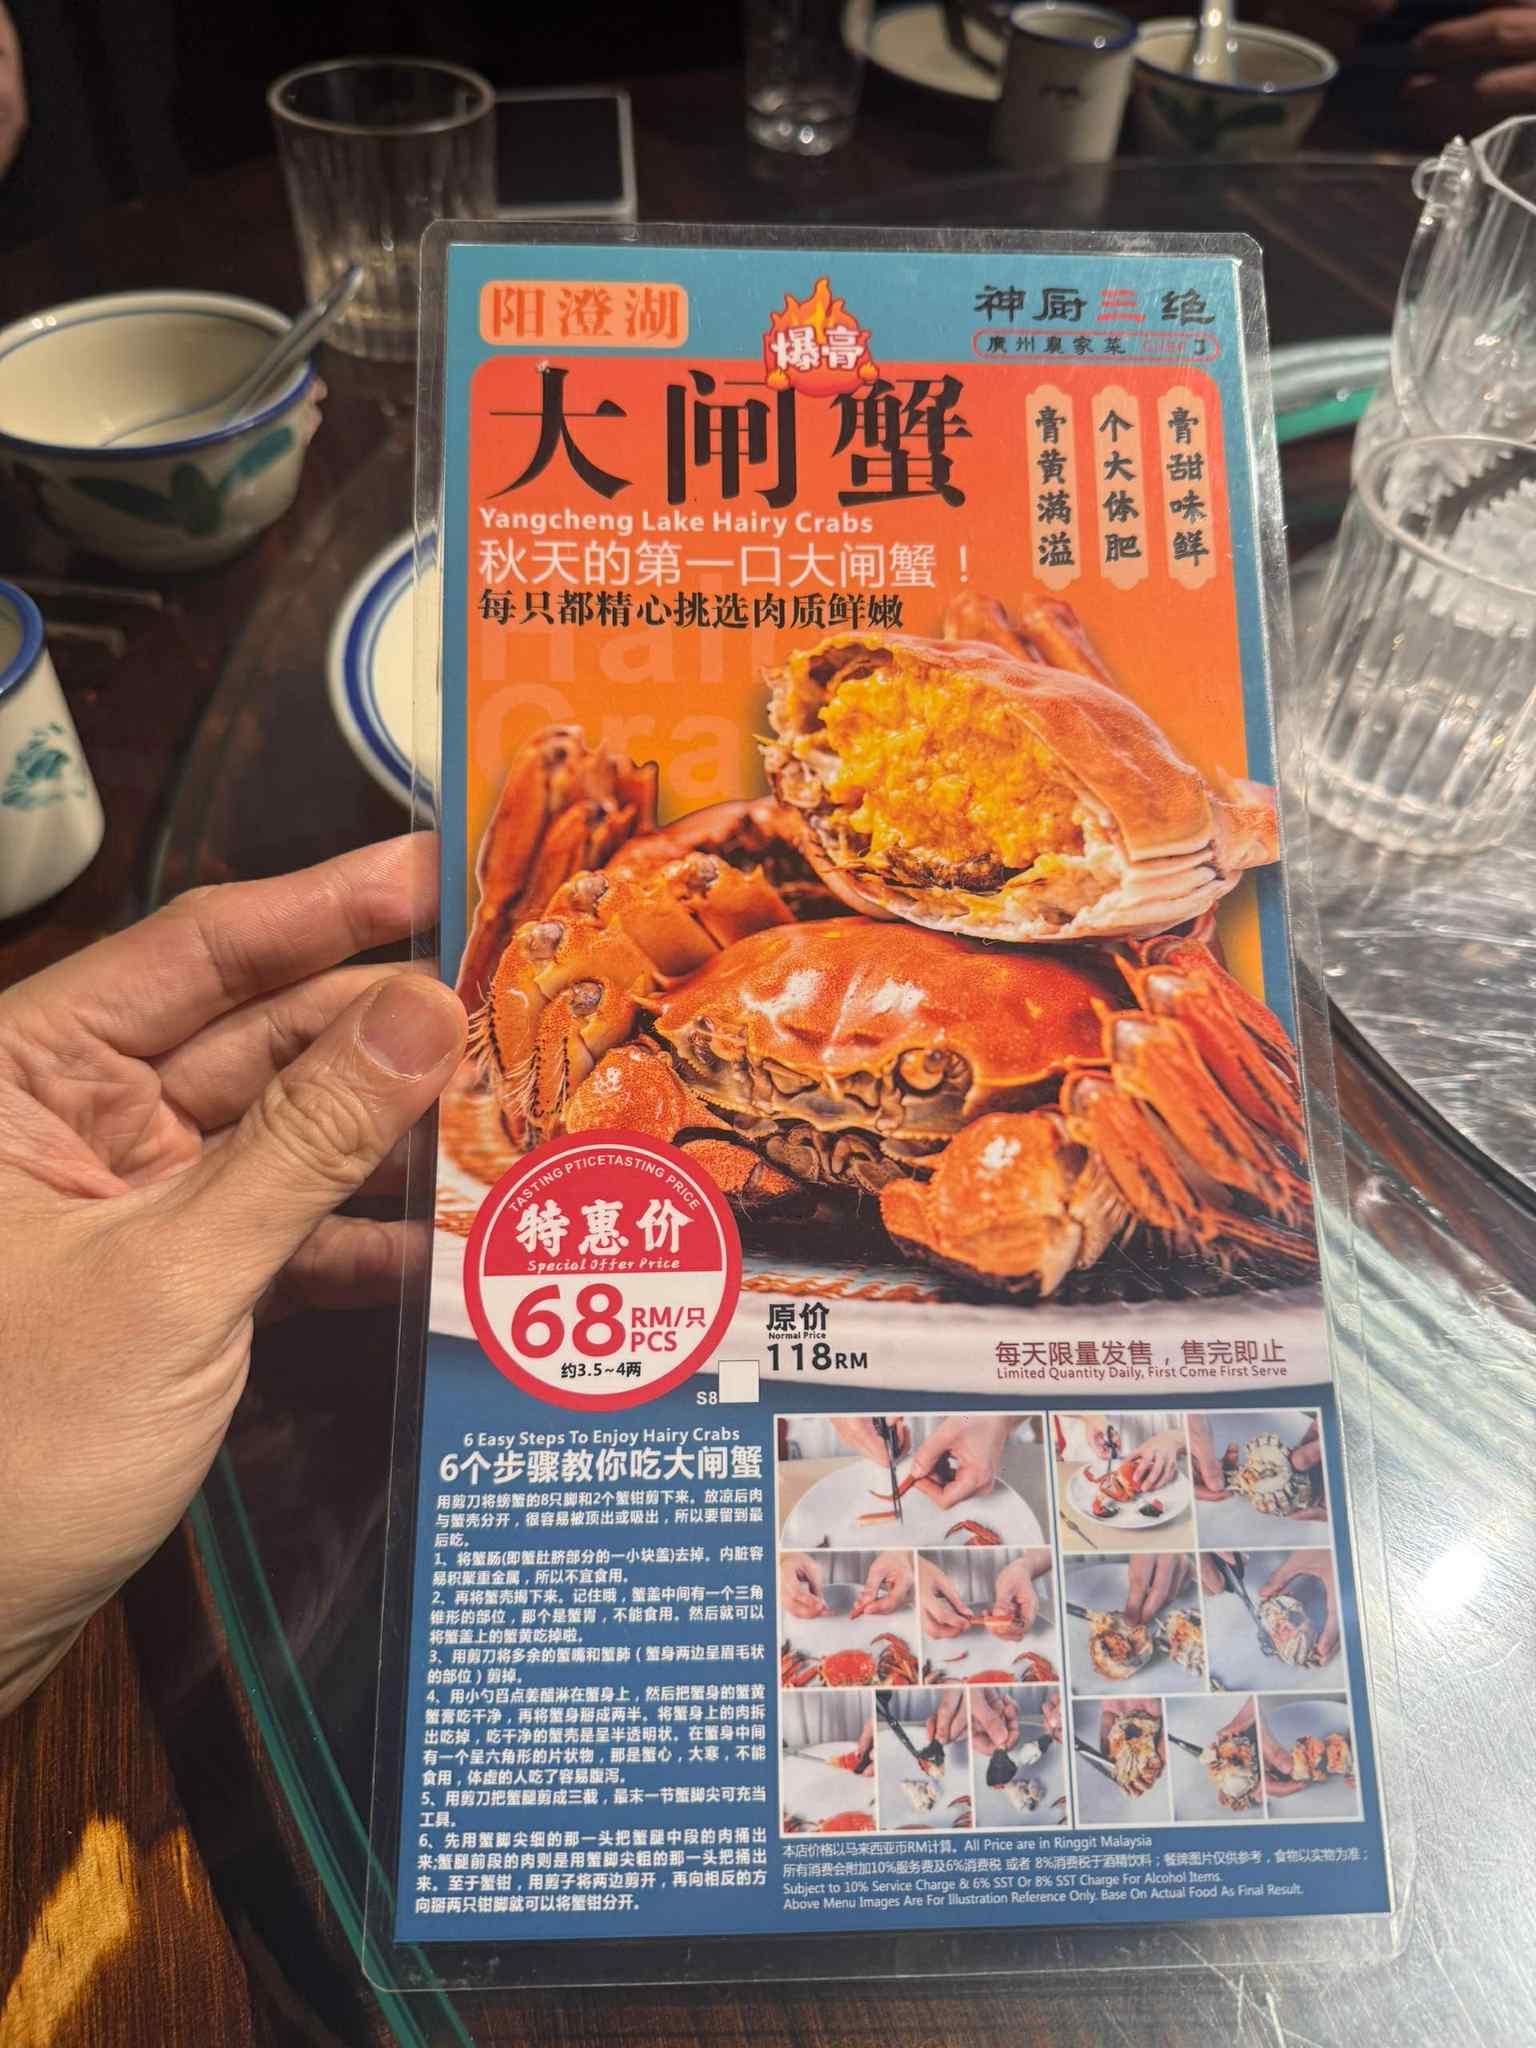 阳澄湖
爆膏
神厨三绝
廣州農家菜
大闸蟹
Yangcheng Lake Hairy Crabs
秋天的第一口大闸蟹！
每只都精心挑选肉质鲜嫩
膏黄满溢
个大体肥
膏甜味鲜
Hair
Cra
TASTING PTICETASTING PRICE
特惠价
Special Offer Price
68RM/只
PCS
约3.5~4两
原价
Normal Price
118RM
S8
每天限量发售，售完即止
Limited Quantity Daily, First Come First Serve
6 Easy Steps To Enjoy Hairy Crabs
6个步骤教你吃大闸蟹
用剪刀将螃蟹的8只脚和2个蟹钳剪下来。放凉后肉
与蟹壳分开，很容易被顶出或吸出，所以要留到最
后吃。
1、将蟹肠(即蟹肚脐部分的一小块盖)去掉。内脏容
易积聚重金属，所以不宜食用。
2、再将蟹壳揭下来。记住哦，蟹盖中间有一个三角
锥形的部位，那个是蟹胃，不能食用。然后就可以
将蟹盖上的蟹黄吃掉啦。
3、用剪刀将多余的蟹嘴和蟹肺（蟹身两边呈眉毛状
的部位）剪掉。
4、用小勺舀点姜醋淋在蟹身上，然后把蟹身的蟹黄
蟹膏吃干净，再将蟹身掰成两半。将蟹身上的肉拆
出吃掉，吃干净的蟹壳是呈半透明状。在蟹身中间
有一个呈六角形的片状物，那是蟹心，大寒，不能
食用，体虚的人吃了容易腹泻。
5、用剪刀把蟹腿剪成三截，最末一节蟹脚尖可充当
工具。
6、先用蟹脚尖细的那一头把蟹腿中段的肉捅出
来;蟹腿前段的肉则是用蟹脚尖粗的那一头把捅出
来。至于蟹钳，用剪子将两边剪开，再向相反的方
向掰两只钳脚就可以将蟹钳分开。
本店价格以马来西亚币RM计算。All Price are in Ringgit Malaysia
所有消费会附加10%服务费及6%消费税 或者 8%消费税于酒精饮料；餐牌图片仅供参考，食物以实物为准；
Subject to 10% Service Charge & 6% SST Or 8% SST Charge For Alcohol Items.
Above Menu Images Are For Illustration Reference Only. Base On Actual Food As Final Result.